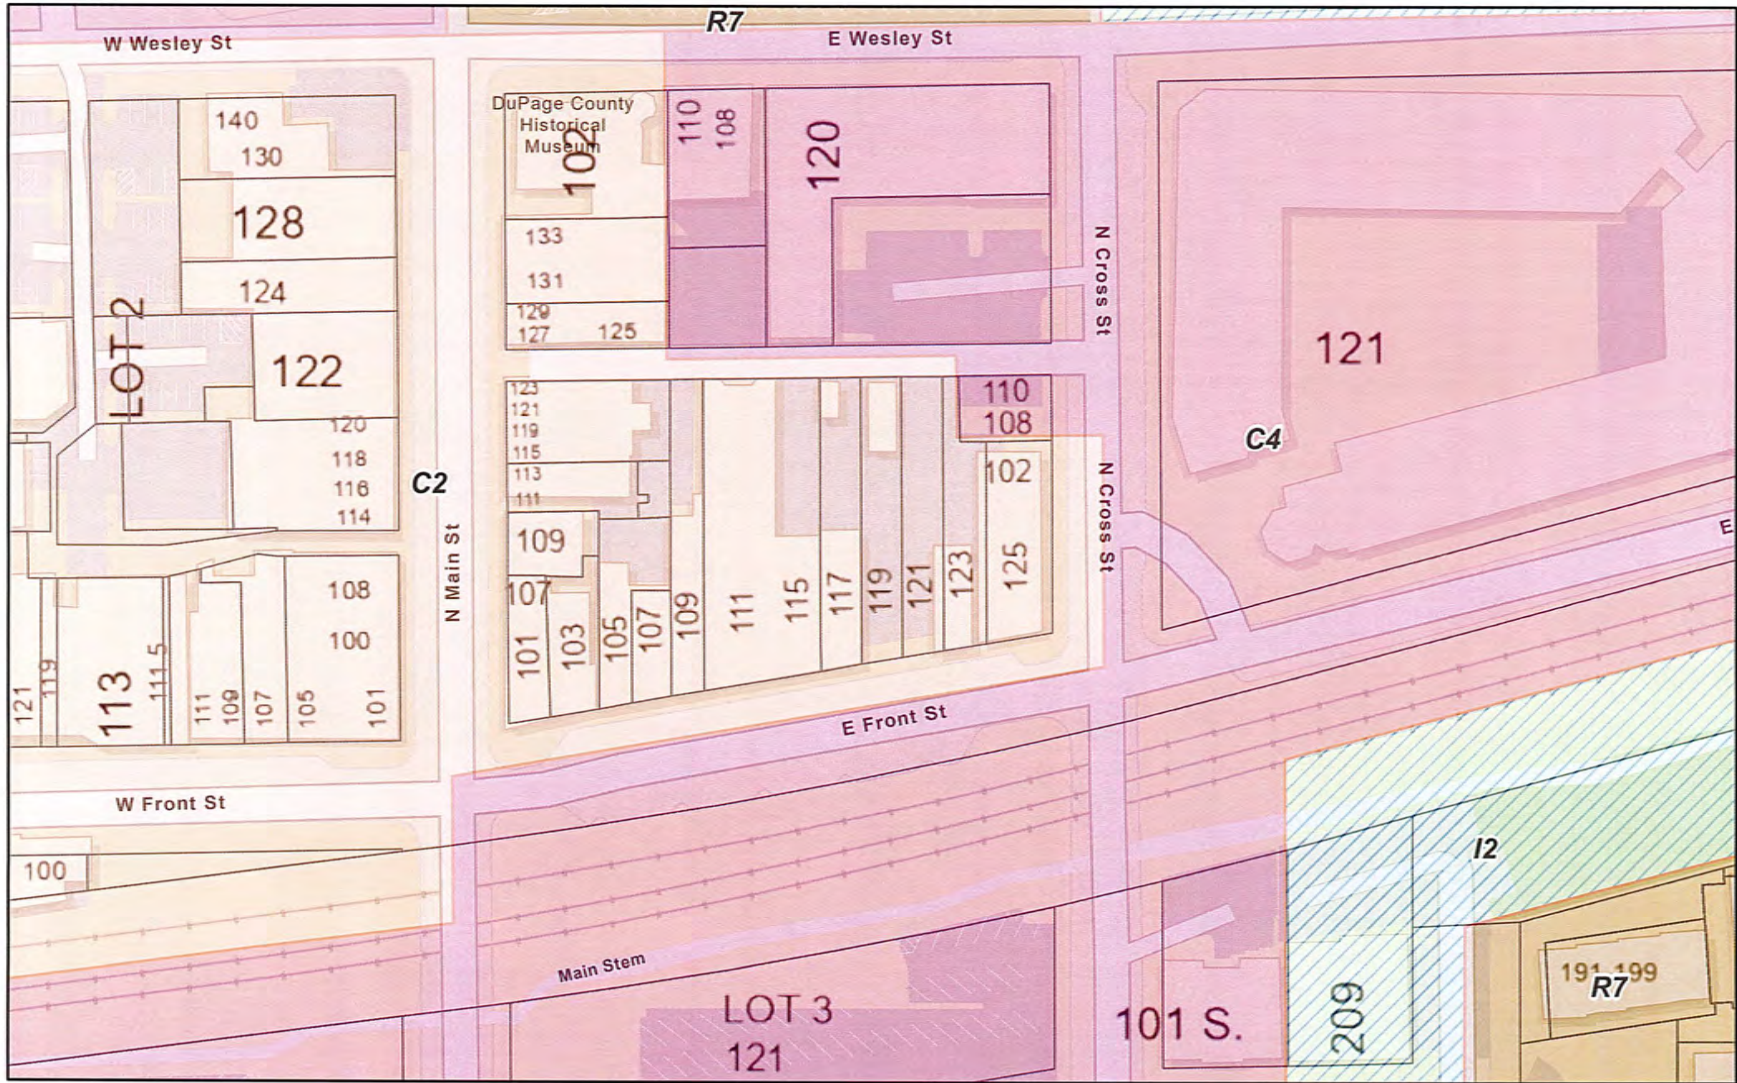 R7
W Wesley St
E Wesley St
DuPage County
Historical
Museum
102
110
108
120
140
130
128
124
133
131
129
127
125
N Cross St
LOT 2
122
121
123
121
119
115
113
111
110
108
120
118
116
114
C2
C4
102
N Cross St
109
107
101
103
105
107
109
111
115
117
119
121
123
125
E
N Main St
108
100
121
119
113
111.5
111
109
107
105
101
E Front St
W Front St
100
I2
Main Stem
LOT 3
121
101 S.
209
191-199
R7